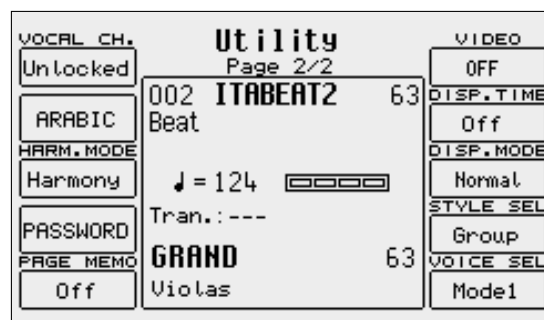 Utility
Page 2/2
VOCAL CH.
Unlocked
ARABIC
HARM.MODE
Harmony
PASSWORD
PAGE MEMO
Off
002 ITABEAT2 63
Beat
♩=124
Tran.:---
GRAND 63
Violas
VIDEO
OFF
DISP.TIME
Off
DISP.MODE
Normal
STYLE SEL
Group
VOICE SEL
Mode1